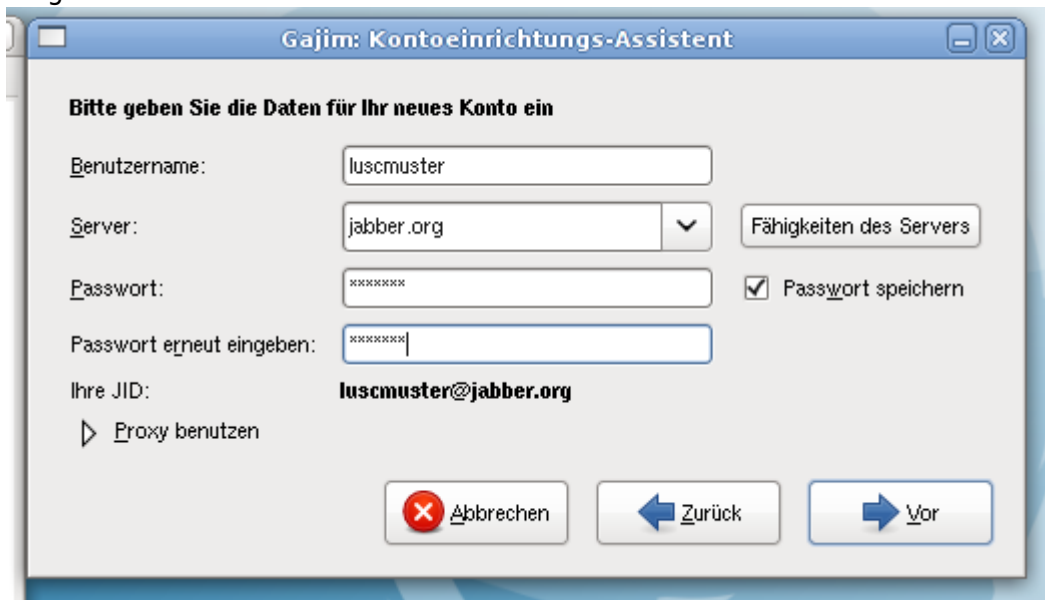 Gajim: Kontoeinrichtungs-Assistent
Bitte geben Sie die Daten für Ihr neues Konto ein
Benutzername: luscmuster
Server: jabber.org Fähigkeiten des Servers
Passwort: ******* Passwort speichern
Passwort erneut eingeben: *******
Ihre JID: luscmuster@jabber.org
Proxy benutzen
Abbrechen Zurück Vor